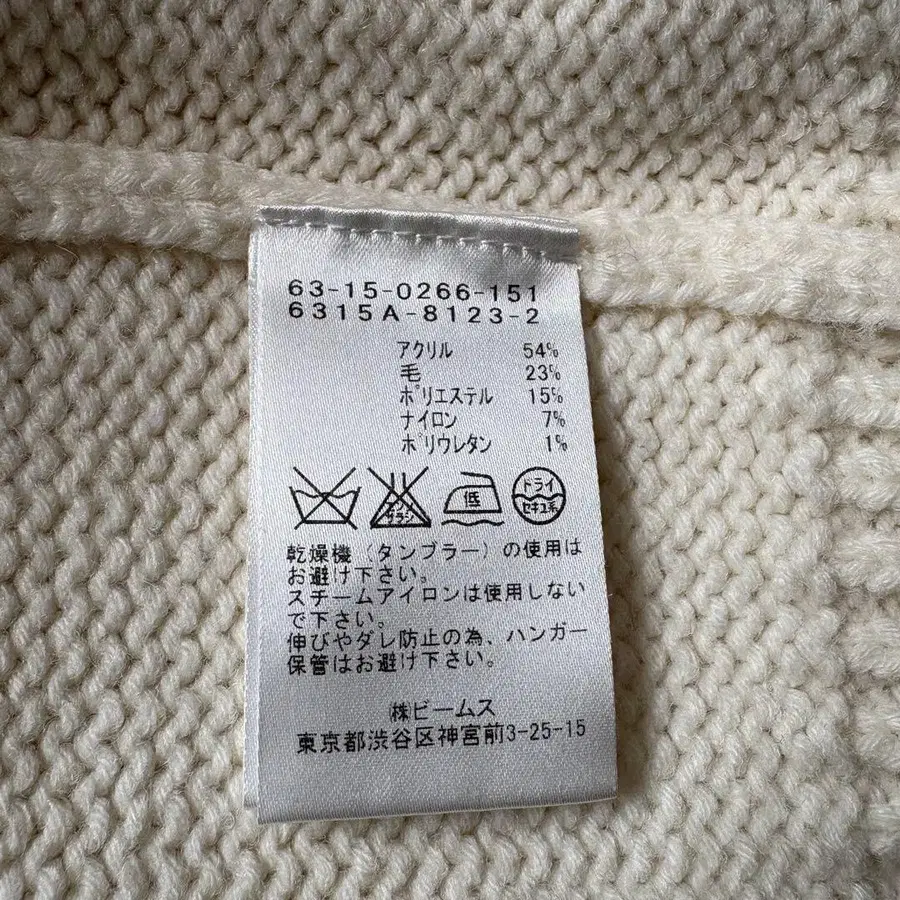 63-15-0266-151
6315A-8123-2
アクリル 54%
毛 23%
ポリエステル 15%
ナイロン 7%
ポリウレタン 1%
エンソ サラシ 低 ドライ セキユ系
乾燥機（タンブラー）の使用は
お避け下さい。
スチームアイロンは使用しない
で下さい。
伸びやダレ防止の為、ハンガー
保管はお避け下さい。
㈱ビームス
東京都渋谷区神宮前3-25-15